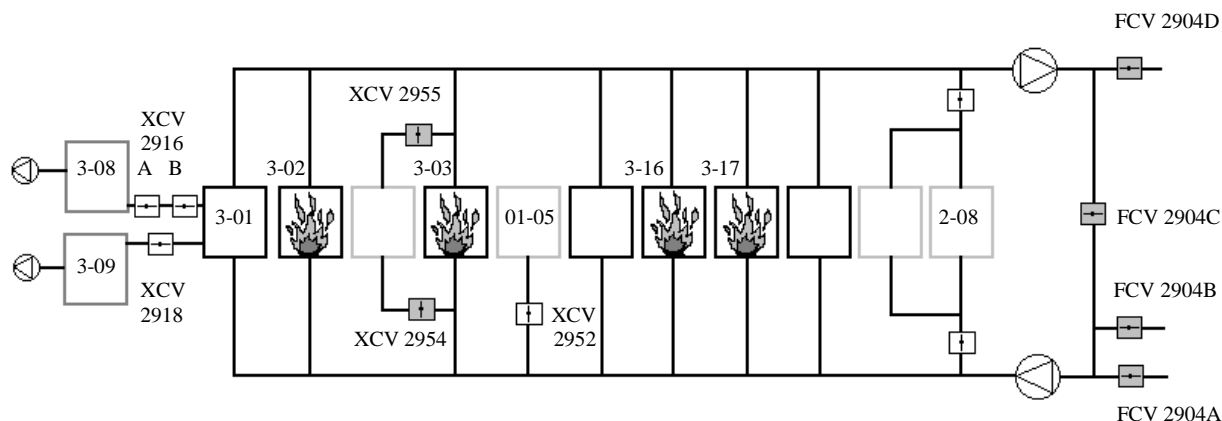 FCV 2904D
XCV 2955
XCV
2916
A B
3-08
3-02
3-03
3-16
3-17
3-01
01-05
2-08
FCV 2904C
3-09
XCV
2918
XCV 2954
XCV
2952
FCV 2904B
FCV 2904A